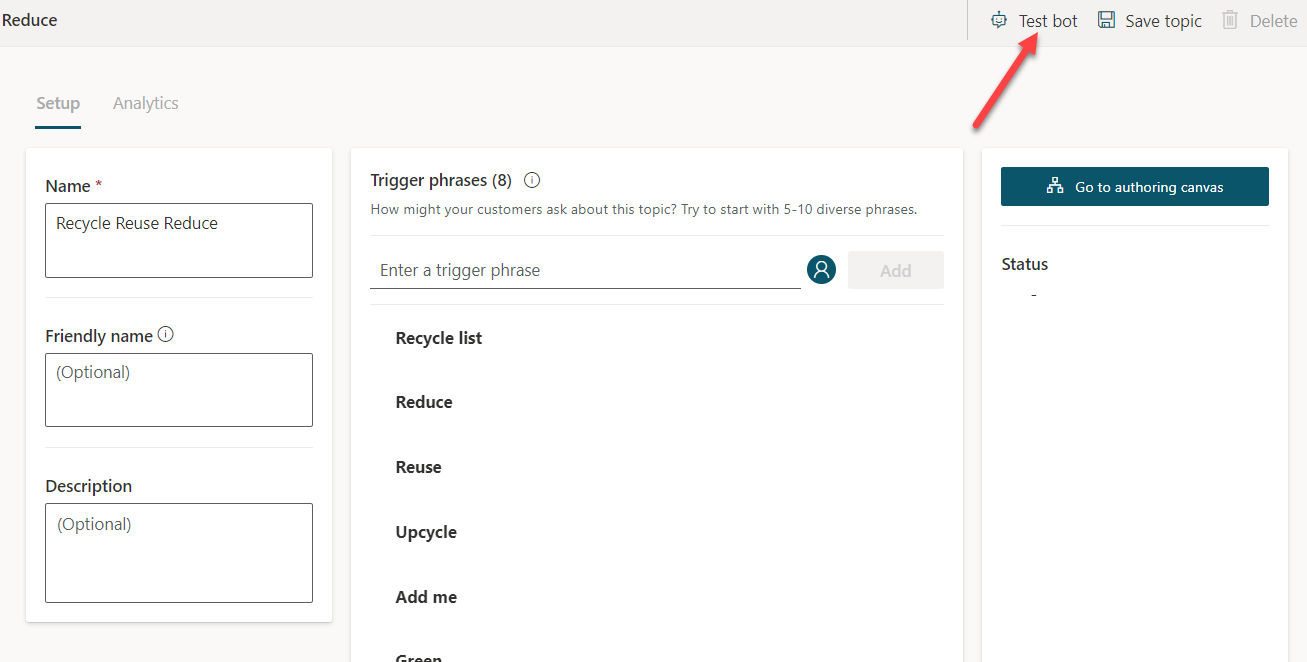 Reduce
Test bot
Save topic
Delete
Setup
Analytics
Name *
Recycle Reuse Reduce
Friendly name
(Optional)
Description
(Optional)
Trigger phrases (8)
How might your customers ask about this topic? Try to start with 5-10 diverse phrases.
Enter a trigger phrase
Add
Recycle list
Reduce
Reuse
Upcycle
Add me
Green
Go to authoring canvas
Status
-